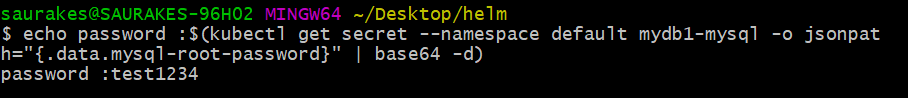 saurakes@SAURAKES-96H02 MINGW64 ~/Desktop/helm
$ echo password :$(kubectl get secret --namespace default mydb1-mysql -o jsonpat
h="{.data.mysql-root-password}" | base64 -d)
password :test1234